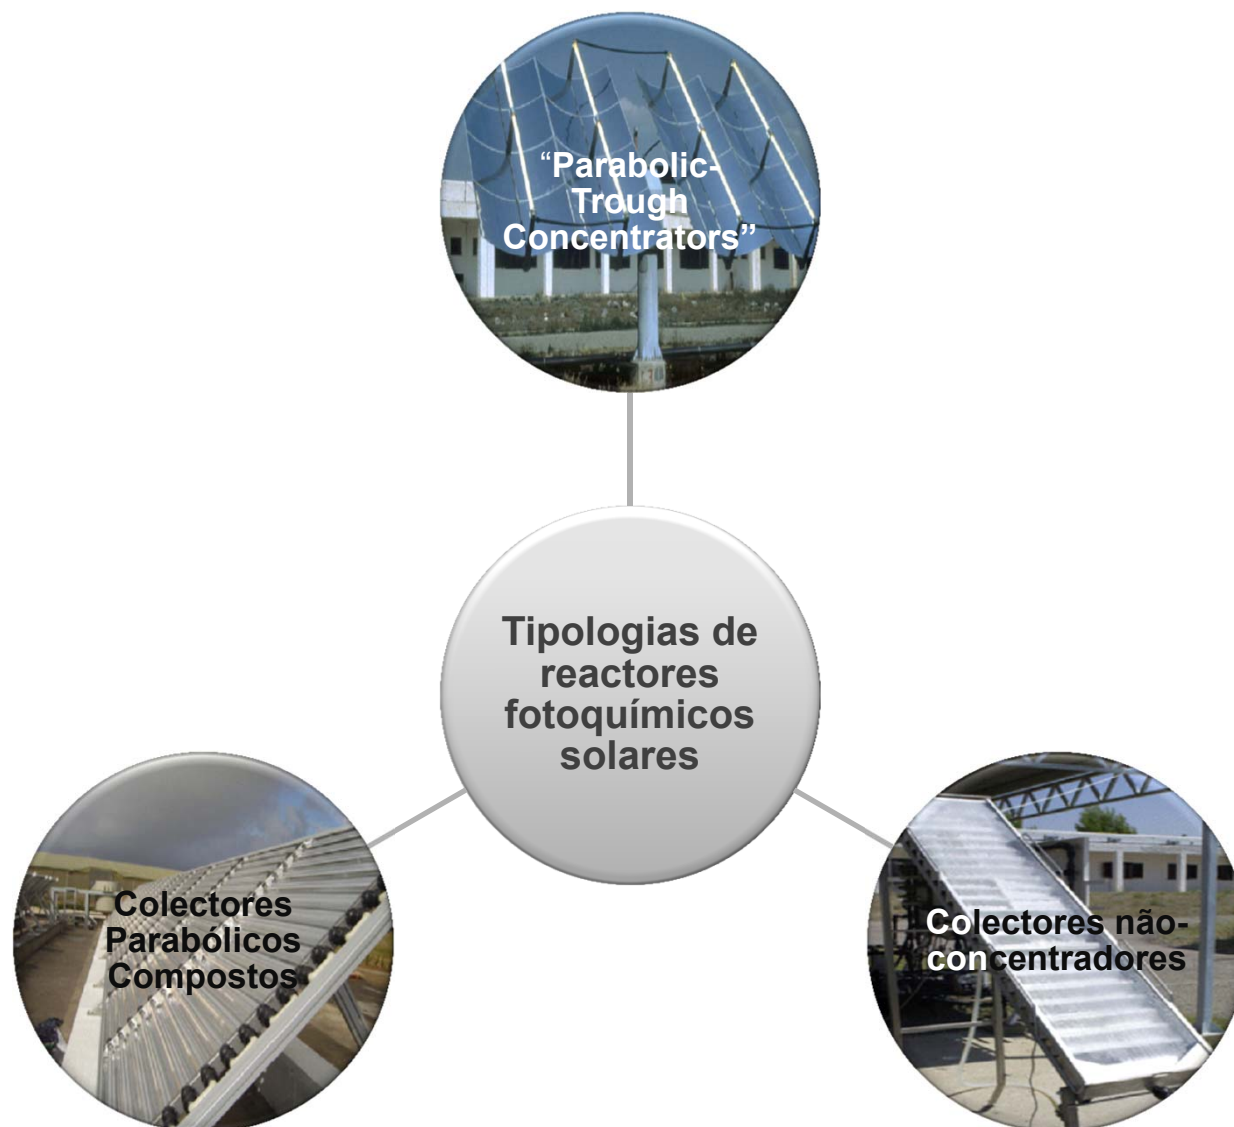 “Parabolic-
Trough
Concentrators”
Tipologias de
reactores
fotoquímicos
solares
Colectores
Parabólicos
Compostos
Colectores não-
concentradores